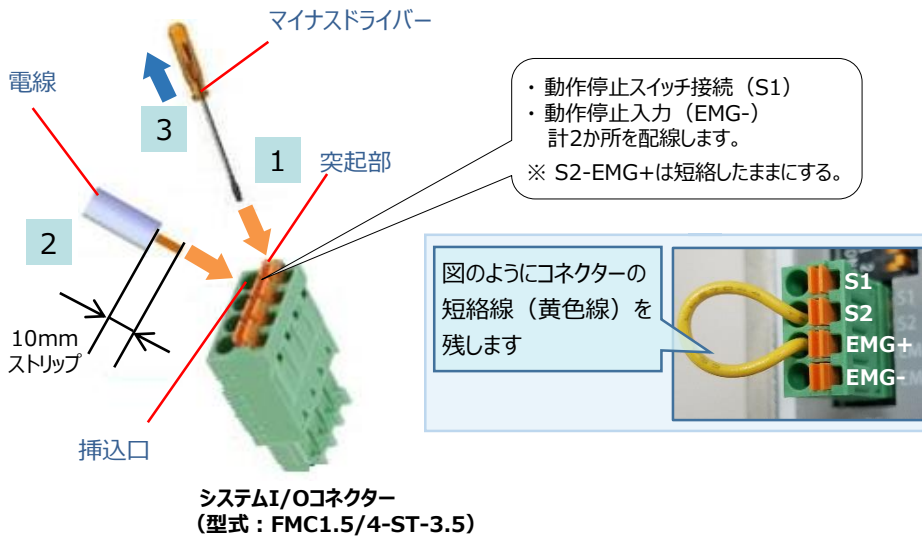 マイナスドライバー
電線
3
1
突起部
2
10mm
ストリップ
挿込口
・ 動作停止スイッチ接続（S1）
・ 動作停止入力（EMG-）
計2か所を配線します。
※ S2-EMG+は短絡したままにする。
図のようにコネクターの
短絡線（黄色線）を
残します
S1
S2
EMG+
EMG-
システムI/Oコネクター
（型式：FMC1.5/4-ST-3.5）